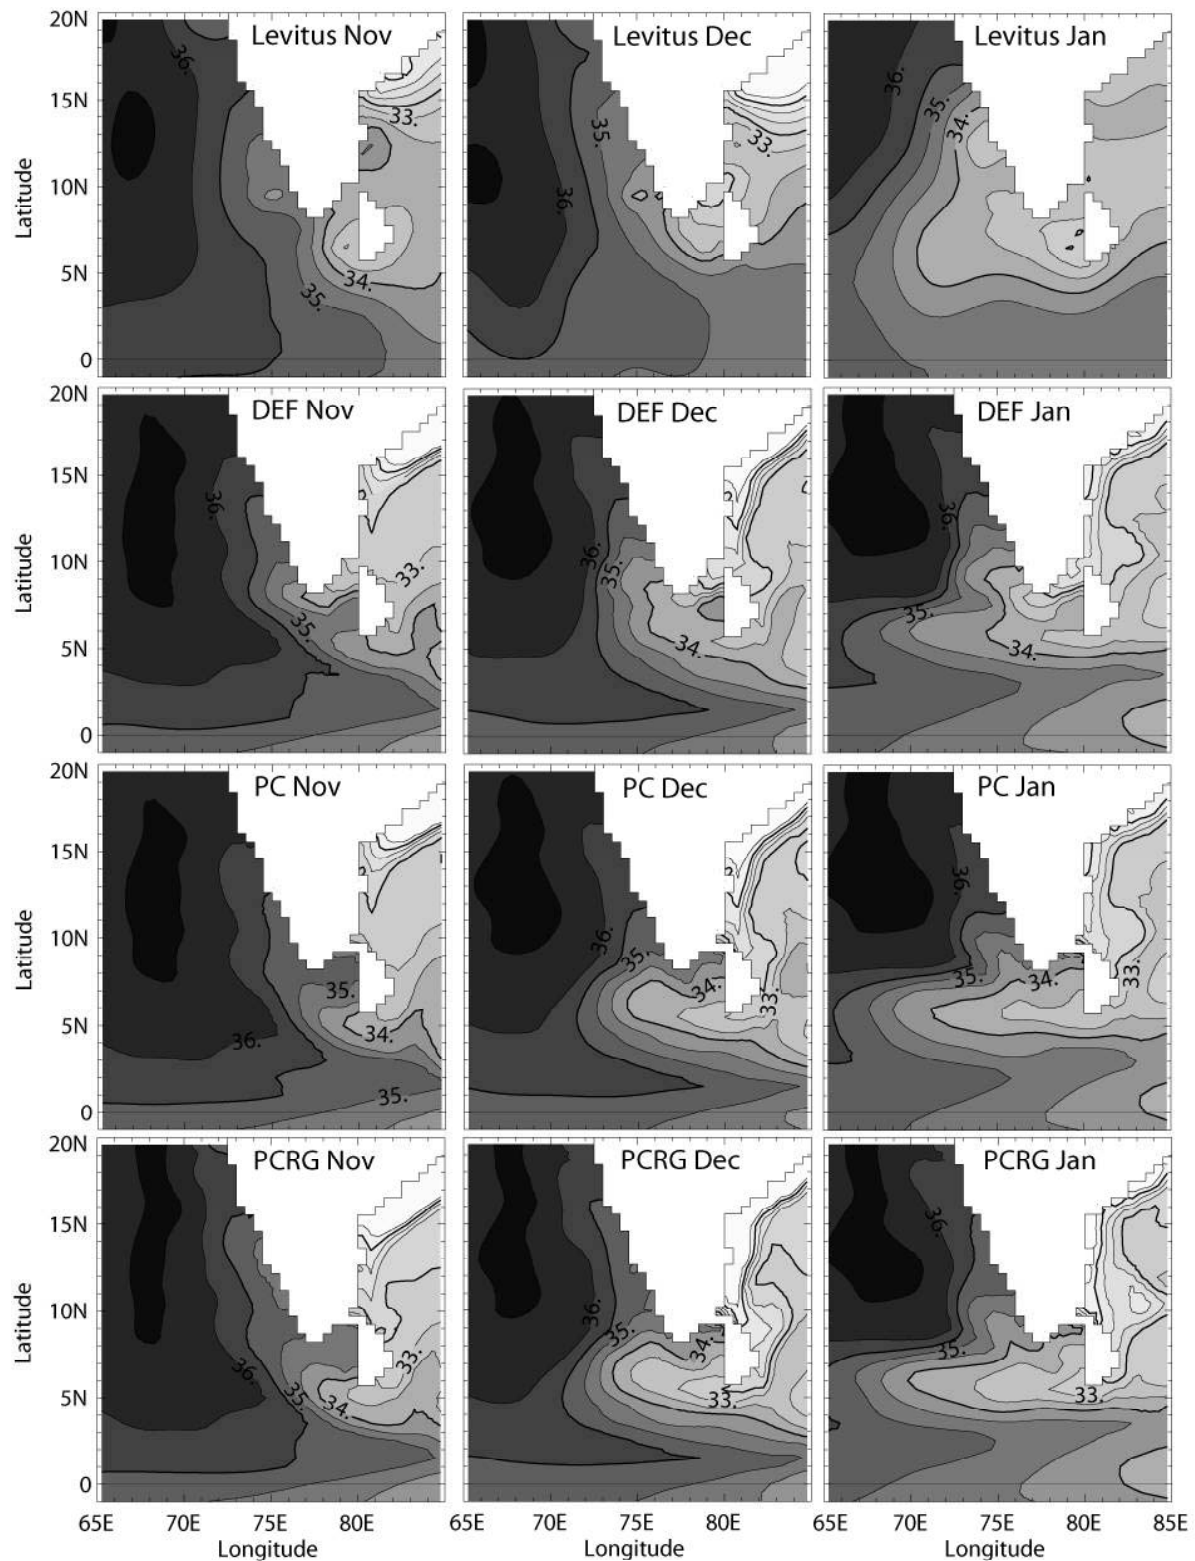 20N
Levitus Nov
Levitus Dec
Levitus Jan
36.
36.
36.
35.
35.
34.
33.
33.
15N
10N
5N
0
Latitude
34.
35.
20N
DEF Nov
DEF Dec
DEF Jan
15N
10N
5N
0
Latitude
36.
33.
35.
36.
35.
34.
36.
35.
34.
20N
PC Nov
PC Dec
PC Jan
15N
10N
5N
0
Latitude
35.
34.
36.
35.
36.
35.
34.
33.
36.
35.
34.
33.
20N
PCRG Nov
PCRG Dec
PCRG Jan
15N
10N
5N
0
Latitude
36.
35.
34.
33.
36.
35.
34.
33.
36.
35.
33.
65E 70E 75E 80E 65E 70E 75E 80E 65E 70E 75E 80E 85E
Longitude Longitude Longitude